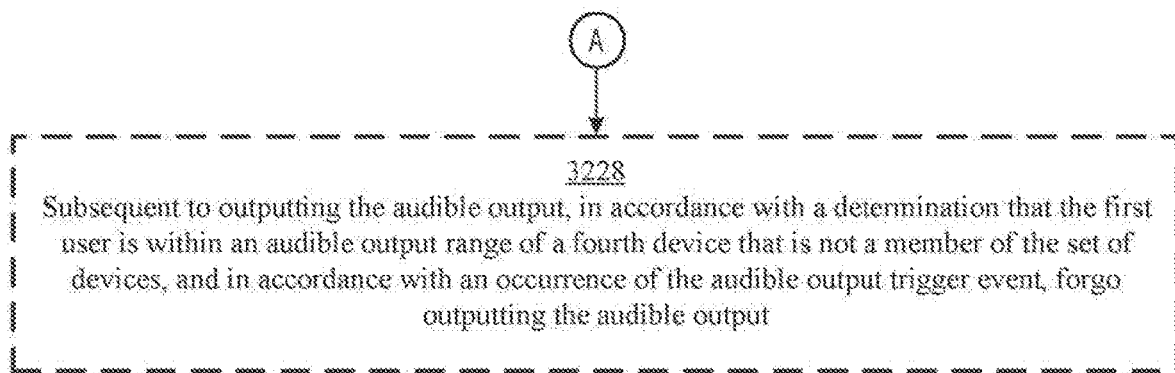 A
3228
Subsequent to outputting the audible output, in accordance with a determination that the first
user is within an audible output range of a fourth device that is not a member of the set of
devices, and in accordance with an occurrence of the audible output trigger event, forgo
outputting the audible output